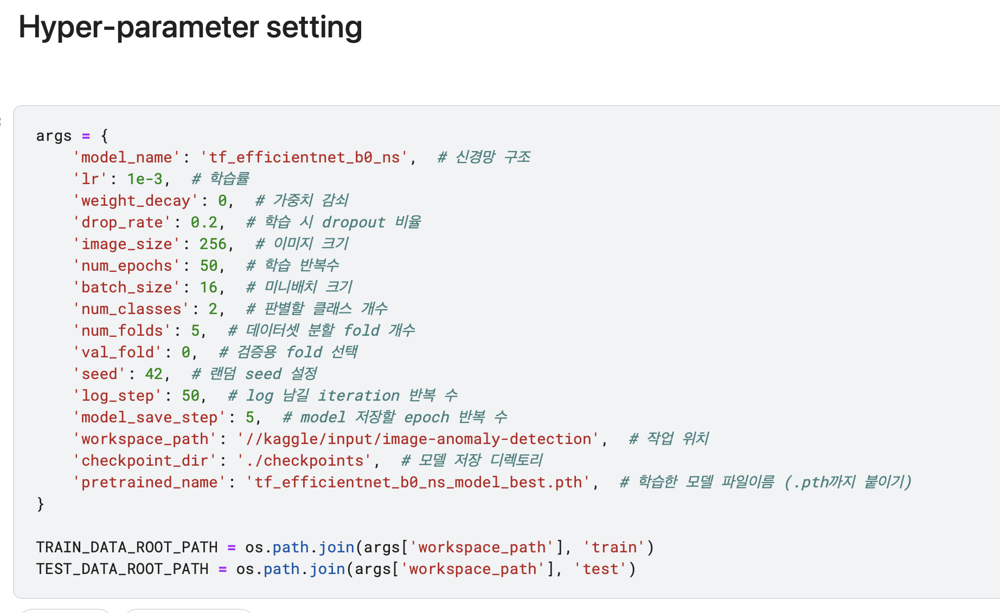 Hyper-parameter setting
args = {
    'model_name': 'tf_efficientnet_b0_ns',  # 신경망 구조
    'lr': 1e-3,  # 학습률
    'weight_decay': 0,  # 가중치 감쇠
    'drop_rate': 0.2,  # 학습 시 dropout 비율
    'image_size': 256,  # 이미지 크기
    'num_epochs': 50,  # 학습 반복수
    'batch_size': 16,  # 미니배치 크기
    'num_classes': 2,  # 판별할 클래스 개수
    'num_folds': 5,  # 데이터셋 분할 fold 개수
    'val_fold': 0,  # 검증용 fold 선택
    'seed': 42,  # 랜덤 seed 설정
    'log_step': 50,  # log 남길 iteration 반복 수
    'model_save_step': 5,  # model 저장할 epoch 반복 수
    'workspace_path': '//kaggle/input/image-anomaly-detection',  # 작업 위치
    'checkpoint_dir': './checkpoints',  # 모델 저장 디렉토리
    'pretrained_name': 'tf_efficientnet_b0_ns_model_best.pth',  # 학습한 모델 파일이름 (.pth까지 붙이기)
}
TRAIN_DATA_ROOT_PATH = os.path.join(args['workspace_path'], 'train')
TEST_DATA_ROOT_PATH = os.path.join(args['workspace_path'], 'test')